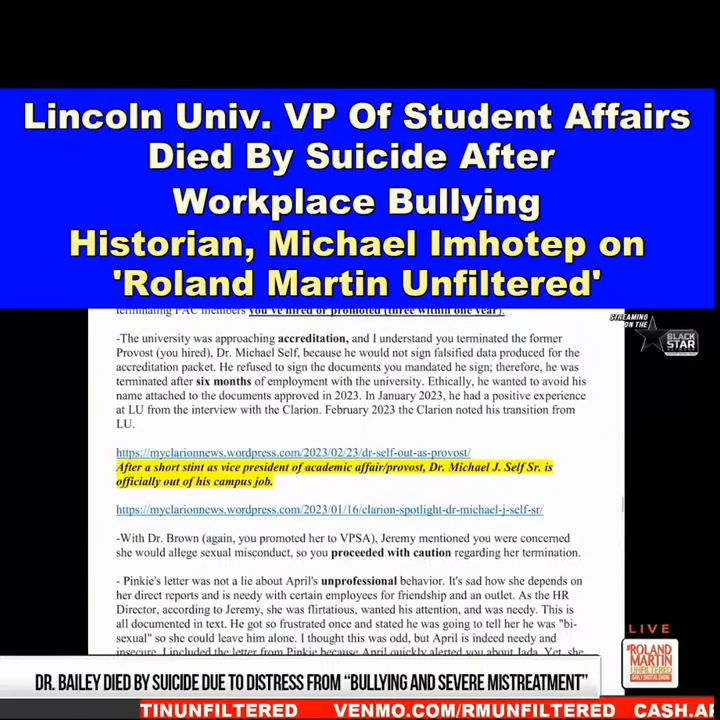 Lincoln Univ. VP Of Student Affairs
Died By Suicide After
Workplace Bullying
Historian, Michael Imhotep on
'Roland Martin Unfiltered'
terminating PAC members you've hired or promoted (three within one year).
STREAMING
ON THE
BLACK
STAR
-The university was approaching accreditation, and I understand you terminated the former
Provost (you hired), Dr. Michael Self, because he would not sign falsified data produced for the
accreditation packet. He refused to sign the documents you mandated he sign; therefore, he was
terminated after six months of employment with the university. Ethically, he wanted to avoid his
name attached to the documents approved in 2023. In January 2023, he had a positive experience
at LU from the interview with the Clarion. February 2023 the Clarion noted his transition from
LU.
https://myclarionnews.wordpress.com/2023/02/23/dr-self-out-as-provost/
After a short stint as vice president of academic affair/provost, Dr. Michael J. Self Sr. is
officially out of his campus job.
https://myclarionnews.wordpress.com/2023/01/16/clarion-spotlight-dr-michael-j-self-sr/
-With Dr. Brown (again, you promoted her to VPSA), Jeremy mentioned you were concerned
she would allege sexual misconduct, so you proceeded with caution regarding her termination.
- Pinkie's letter was not a lie about April's unprofessional behavior. It's sad how she depends on
her direct reports and is needy with certain employees for friendship and an outlet. As the HR
Director, according to Jeremy, she was flirtatious, wanted his attention, and was needy. This is
all documented in text. He got so frustrated once and stated he was going to tell her he was "bi-
sexual" so she could leave him alone. I thought this was odd, but April is indeed needy and
insecure. I included the letter from Pinkie because April quickly alerted you about Jada. Yet, she
LIVE
#ROLAND
MARTIN
UNFILTERED
DAILY DIGITAL SHOW
DR. BAILEY DIED BY SUICIDE DUE TO DISTRESS FROM “BULLYING AND SEVERE MISTREATMENT”
TINUNFILTERED VENMO.COM/RMUNFILTERED CASH.AP